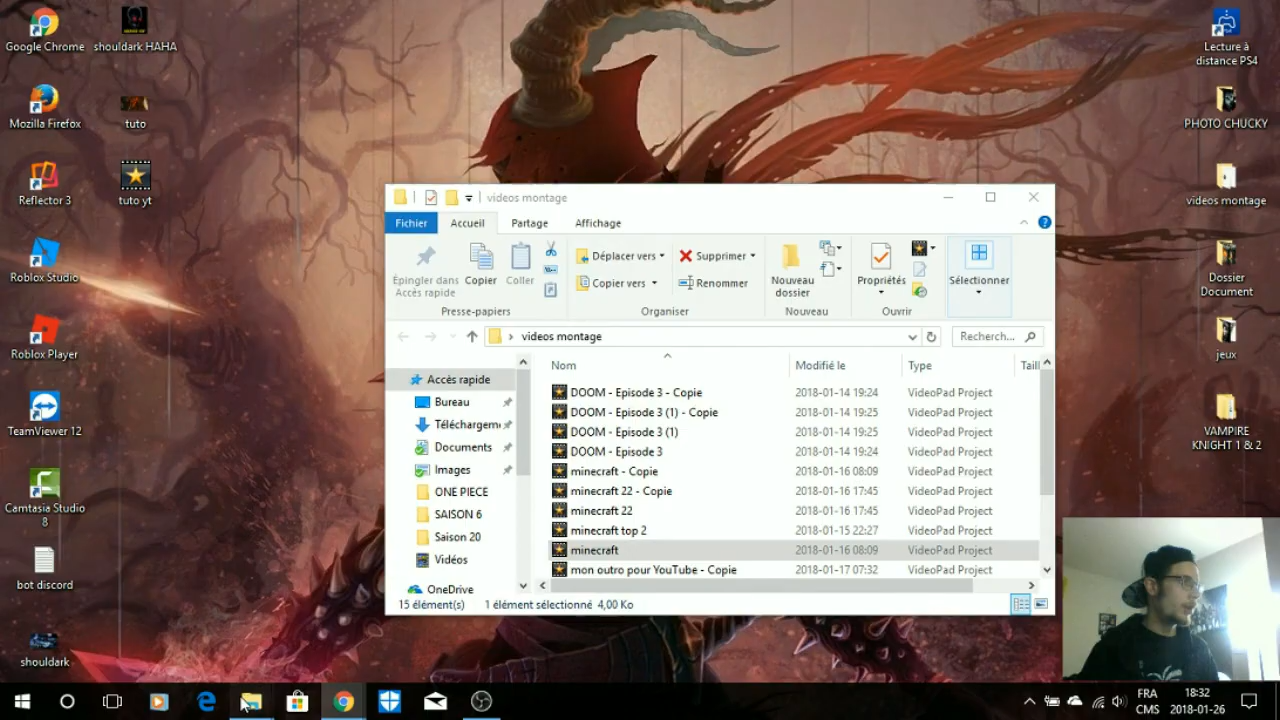 Google Chrome
shouldark HAHA
Mozilla Firefox
tuto
Reflector 3
tuto yt
Roblox Studio
Roblox Player
TeamViewer 12
Camtasia Studio
8
bot discord
shouldark
videos montage
Fichier Accueil Partage Affichage
Épingler dans
Accès rapide
Copier
Coller
Presse-papiers
Déplacer vers
Copier vers
Supprimer
Renommer
Organiser
Nouveau
dossier
Nouveau
Propriétés
Ouvrir
Sélectionner
videos montage
Recherch...
Accès rapide
Bureau
Téléchargem
Documents
Images
ONE PIECE
SAISON 6
Saison 20
Vidéos
OneDrive
Nom Modifié le Type Taill
DOOM - Episode 3 - Copie 2018-01-14 19:24 VideoPad Project
DOOM - Episode 3 (1) - Copie 2018-01-14 19:25 VideoPad Project
DOOM - Episode 3 (1) 2018-01-14 19:25 VideoPad Project
DOOM - Episode 3 2018-01-14 19:24 VideoPad Project
minecraft - Copie 2018-01-16 08:09 VideoPad Project
minecraft 22 - Copie 2018-01-16 17:45 VideoPad Project
minecraft 22 2018-01-16 17:45 VideoPad Project
minecraft top 2 2018-01-15 22:27 VideoPad Project
minecraft 2018-01-16 08:09 VideoPad Project
mon outro pour YouTube - Copie 2018-01-17 07:32 VideoPad Project
15 élément(s) 1 élément sélectionné 4,00 Ko
Lecture à
distance PS4
PHOTO CHUCKY
videos montage
Dossier
Document
jeux
VAMPIRE
KNIGHT 1 & 2
FRA
CMS
18:32
2018-01-26